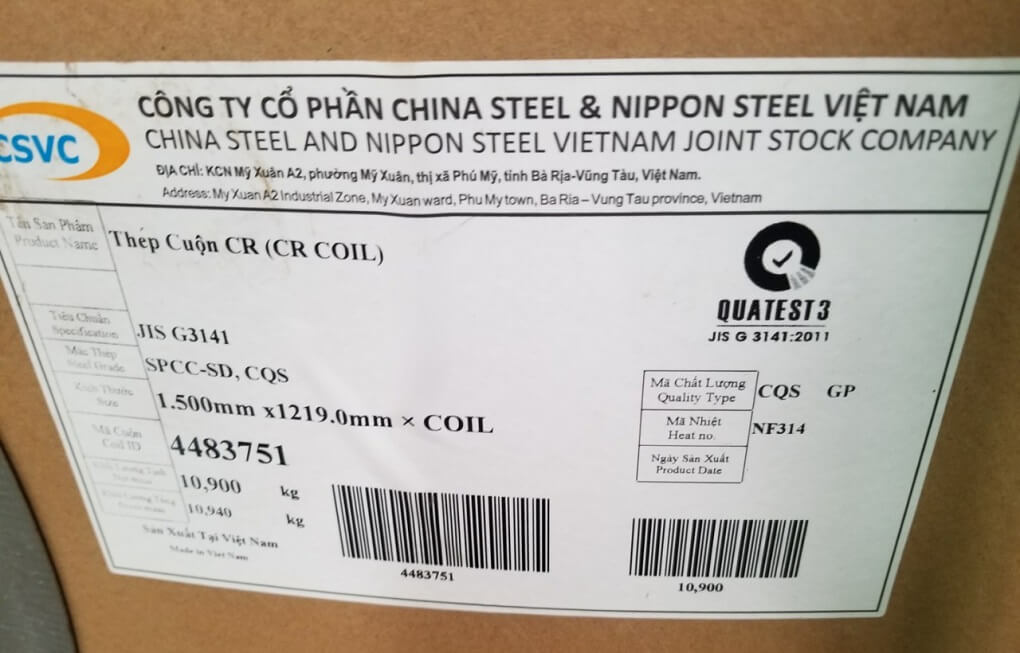 CSVC
CÔNG TY CỔ PHẦN CHINA STEEL & NIPPON STEEL VIỆT NAM
CHINA STEEL AND NIPPON STEEL VIETNAM JOINT STOCK COMPANY
ĐỊA CHỈ: KCN Mỹ Xuân A2, phường Mỹ Xuân, thị xã Phú Mỹ, tỉnh Bà Rịa-Vũng Tàu, Việt Nam.
Address: My Xuan A2 Industrial Zone, My Xuan ward, Phu My town, Ba Ria – Vung Tau province, Vietnam
Tên Sản Phẩm
Product Name
Thép Cuộn CR (CR COIL)
QUATEST 3
JIS G 3141:2011
Tiêu Chuẩn
Specification
JIS G3141
Mác Thép
Steel Grade
SPCC-SD, CQS
Kích Thước
Size
1.500mm x1219.0mm × COIL
Mã Cuộn
Coil ID
4483751
Mã Chất Lượng
Quality Type
CQS GP
Mã Nhiệt
Heat no.
NF314
Ngày Sản Xuất
Product Date
Khối Lượng Tịnh
10,900 kg
Khối Lượng Tổng
10,940 kg
Sản Xuất Tại Việt Nam
Made in Viet Nam
4483751
10,900